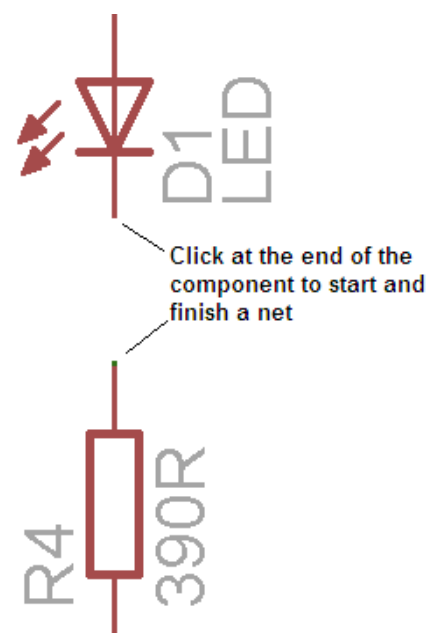 D1
LED
Click at the end of the
component to start and
finish a net
R4
390R